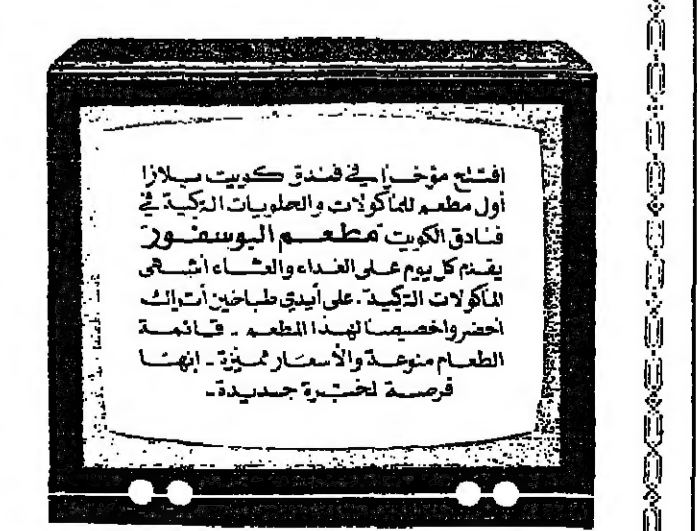 افتتح مؤخرا في فندق كويت بلازا
أول مطعم للمأكولات والحلويات التركية في
فنادق الكويت "مطعم البوسفور"
يقدم كل يوم على الغداء والعشاء أشهى
المأكولات التركية. على أيدي طباخين أتراك
أحضروا خصيصا لهذا المطعم - قائمة
الطعام منوعة والأسعار مميزة - إنها
فرصة لخبرة جديدة -